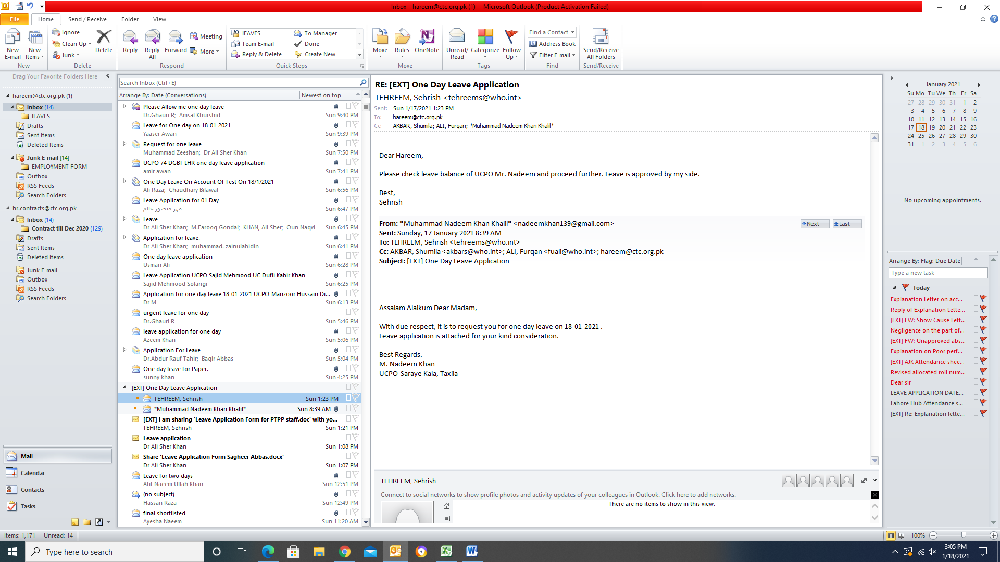 Inbox - hareem@ctc.org.pk (1) - Microsoft Outlook (Product Activation Failed)
File Home Send / Receive Folder View
New E-mail
New Items
New
Ignore
Clean Up
Junk
Delete
Delete
Reply
Reply All
Forward
Meeting
More
Respond
lEAVES
Team E-mail
Reply & Delete
To Manager
Done
Create New
Quick Steps
Move
Rules
OneNote
Move
Unread/ Read
Categorize
Follow Up
Tags
Find a Contact
Address Book
Filter E-mail
Find
Send/Receive All Folders
Send/Receive
Drag Your Favorite Folders Here
hareem@ctc.org.pk (1)
Inbox (14)
lEAVES
Drafts
Sent Items
Deleted Items
Junk E-mail [14]
EMPLOYMENT FORM
Outbox
RSS Feeds
Search Folders
hr.contracts@ctc.org.pk
Inbox (14)
Contract till Dec 2020 (129)
Drafts
Sent Items
Deleted Items
Junk E-mail
Outbox
RSS Feeds
Search Folders
Mail
Calendar
Contacts
Tasks
Search Inbox (Ctrl+E)
Arrange By: Date (Conversations) Newest on top
Please Allow me one day leave
Dr.Ghauri R; Amsal Khurshid Sun 9:40 PM
Leave for One day on 18-01-2021
Yaaser Awan Sun 9:39 PM
Request for one leave
Muhammad Zeeshan; Dr Ali Sher Khan Sun 7:50 PM
UCPO 74 DGBT LHR one day leave application
amir awan Sun 7:41 PM
One Day Leave On Account Of Test On 18/1/2021
Ali Raza; Chaudhary Bilawal Sun 6:56 PM
Leave Application for 01 Day
مہر منصور عالم Sun 6:47 PM
Leave
Dr Ali Sher Khan; M.Farooq Gondal; KHAN, Ali Sher; Oun Naqvi Sun 6:45 PM
Application for leave.
Dr Ali Sher Khan; muhammad. zainulabidin Sun 6:41 PM
One day leave application
Usman Ali Sun 6:28 PM
Leave Application UCPO Sajid Mehmood UC Dufli Kabir Khan
Sajid Mehmood Solangi Sun 6:25 PM
Application for one day leave 18-01-2021 UCPO-Manzoor Hussain Di...
Dr M Sun 6:13 PM
urgent leave for one day
Dr.Ghauri R Sun 5:46 PM
leave application for one day
Azeem Khan Sun 5:06 PM
Application For Leave
Dr.Abdur Rauf Tahir; Baqir Abbas Sun 5:04 PM
One day leave for Paper.
sunny khan Sun 4:25 PM
[EXT] One Day Leave Application
TEHREEM, Sehrish Sun 1:23 PM
*Muhammad Nadeem Khan Khalil* Sun 8:39 AM
[EXT] I am sharing 'Leave Application Form for PTPP staff.doc' with yo...
TEHREEM, Sehrish Sun 1:21 PM
Leave application
Dr Ali Sher Khan Sun 1:08 PM
Share 'Leave Application Form Sagheer Abbas.docx'
Dr Ali Sher Khan Sun 1:07 PM
Leave for two days
Atif Naeem Ullah Khan Sun 12:51 PM
(no subject)
Hassan Raza Sun 12:49 PM
final shortlisted
Ayesha Naeem Sun 11:20 AM
RE: [EXT] One Day Leave Application
TEHREEM, Sehrish <tehreems@who.int>
Sent: Sun 1/17/2021 1:23 PM
To: hareem@ctc.org.pk
Cc: AKBAR, Shumila; ALI, Furqan; *Muhammad Nadeem Khan Khalil*
Dear Hareem,
Please check leave balance of UCPO Mr. Nadeem and proceed further. Leave is approved by my side.
Best,
Sehrish
From: *Muhammad Nadeem Khan Khalil* <nadeemkhan139@gmail.com> Next Last
Sent: Sunday, 17 January 2021 8:39 AM
To: TEHREEM, Sehrish <tehreems@who.int>
Cc: AKBAR, Shumila <akbars@who.int>; ALI, Furqan <fuali@who.int>; hareem@ctc.org.pk
Subject: [EXT] One Day Leave Application
Assalam Alaikum Dear Madam,
With due respect, it is to request you for one day leave on 18-01-2021 .
Leave application is attached for your kind consideration.
Best Regards.
M. Nadeem Khan
UCPO-Saraye Kala, Taxila
TEHREEM, Sehrish
Connect to social networks to show profile photos and activity updates of your colleagues in Outlook. Click here to add networks.
There are no items to show in this view.
January 2021
Su Mo Tu We Th Fr Sa
27 28 29 30 31 1 2
3 4 5 6 7 8 9
10 11 12 13 14 15 16
17 18 19 20 21 22 23
24 25 26 27 28 29 30
31 1 2 3 4 5 6
No upcoming appointments.
Arrange By: Flag: Due Date
Type a new task
Today
Explanation Letter on acc...
Reply of Explanation Lette...
[EXT] FW: Show Cause Lett...
Negligence on the part of...
[EXT] FW: Unapproved abs...
Explanation on Poor perf...
[EXT] AJK Attendance shee...
Revised allocated roll num...
Dear sir
LEAVE APPLICATION DATE...
Lahore Hub Attendance s...
[EXT] Re: Explanation lette...
Items: 1,171 Unread: 14
100%
Type here to search
3:05 PM
1/18/2021